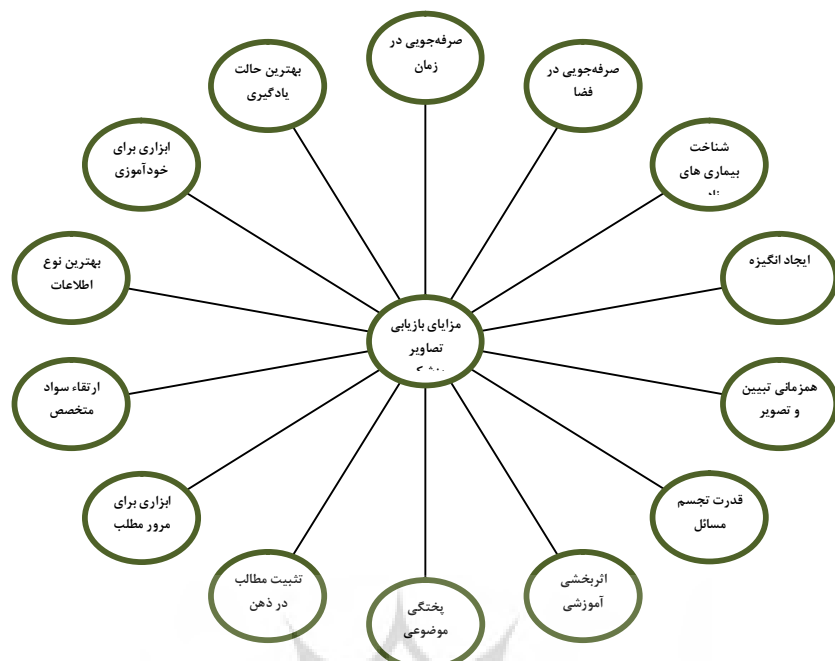 صرفه‌جویی در
زمان
صرفه‌جویی در
فضا
شناخت
بیماری های
ایجاد انگیزه
همزمانی تبیین
و تصویر
قدرت تجسم
مسائل
اثربخشی
آموزشی
پختگی
موضوعی
تثبیت مطالب
در ذهن
ابزاری برای
مرور مطلب
ارتقاء سواد
متخصص
بهترین نوع
اطلاعات
ابزاری برای
خودآموزی
بهترین حالت
یادگیری
مزایای بازیابی
تصاویر